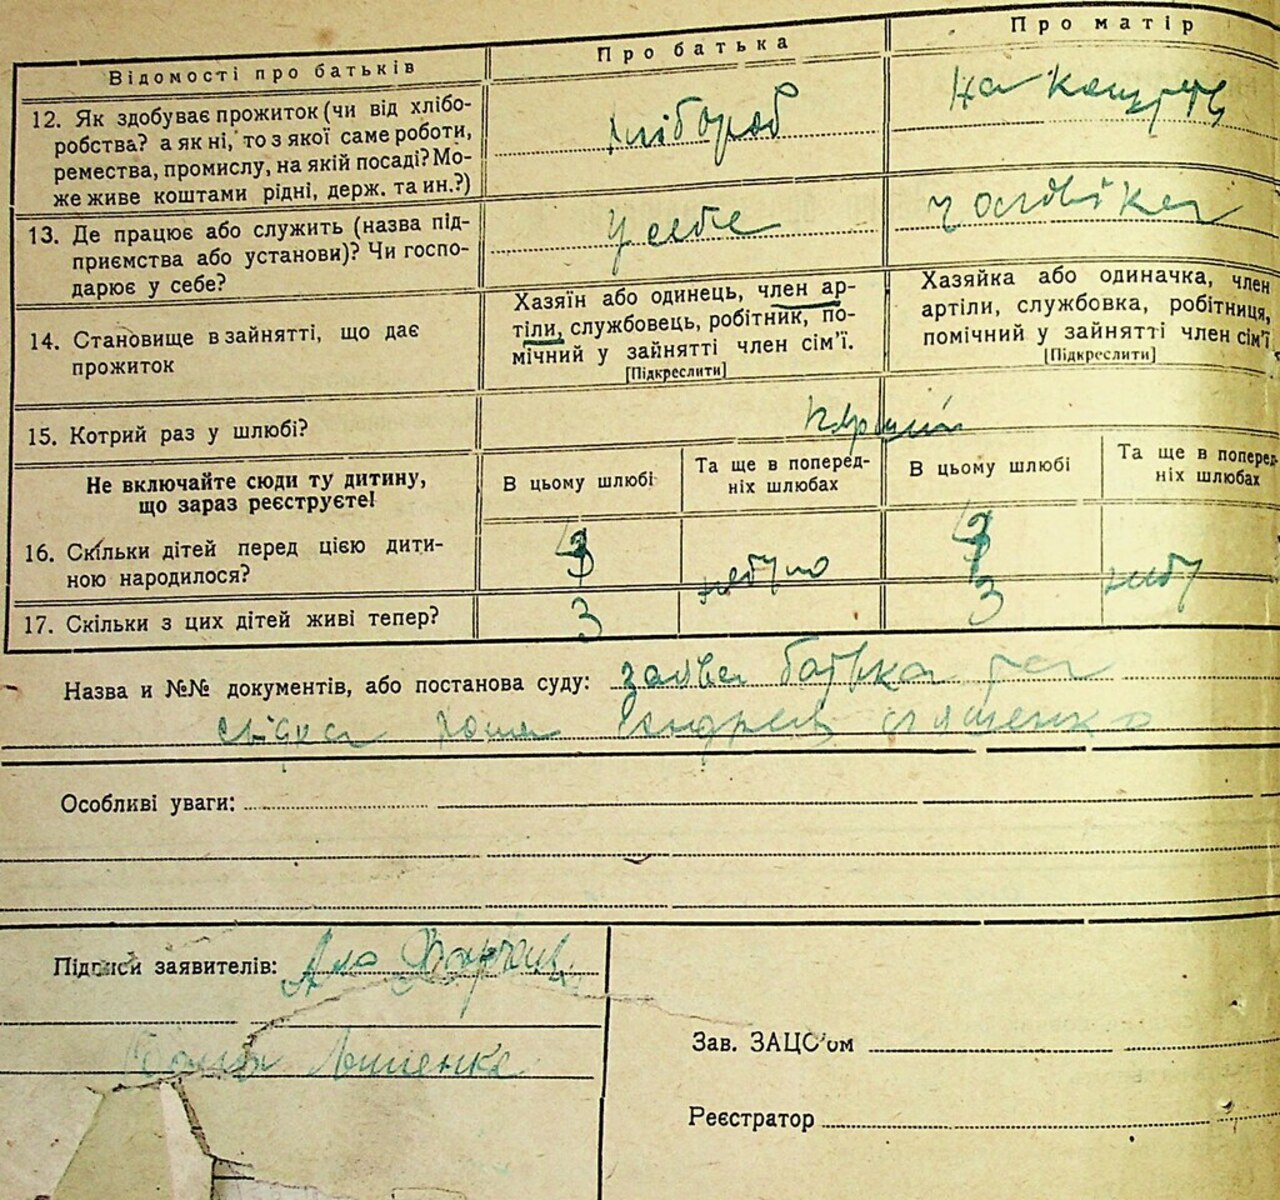 Відомості про батьків
Про батька
Про матір
12. Як здобуває прожиток (чи від хлібо-
робства? а як ні, то з якої саме роботи,
ремества, промислу, на якій посаді? Мо-
же живе коштами рідні, держ. та ин.?)
хлібороб
на кошти
13. Де працює або служить (назва під-
приємства або установи)? Чи госпо-
дарює у себе?
у себе
чоловіка
14. Становище в зайнятті, що дає
прожиток
Хазяїн або одинець, член ар-
тіли, службовець, робітник, по-
мічний у зайнятті член сім'ї.
[Підкреслити]
Хазяйка або одиначка, член
артіли, службовка, робітниця,
помічний у зайнятті член сім'ї
[Підкреслити]
15. Котрий раз у шлюбі?
перший
Не включайте сюди ту дитину,
що зараз реєструєте!
В цьому шлюбі
Та ще в поперед-
ніх шлюбах
В цьому шлюбі
Та ще в поперед-
ніх шлюбах
16. Скільки дітей перед цією дити-
ною народилося?
3
небуло
3
небу
17. Скільки з цих дітей живі тепер?
3
3
Назва и №№ документів, або постанова суду: заява батька та
свідка
Особливі уваги:
Підписи заявителів:
Зав. ЗАЦС'ом
Реєстратор